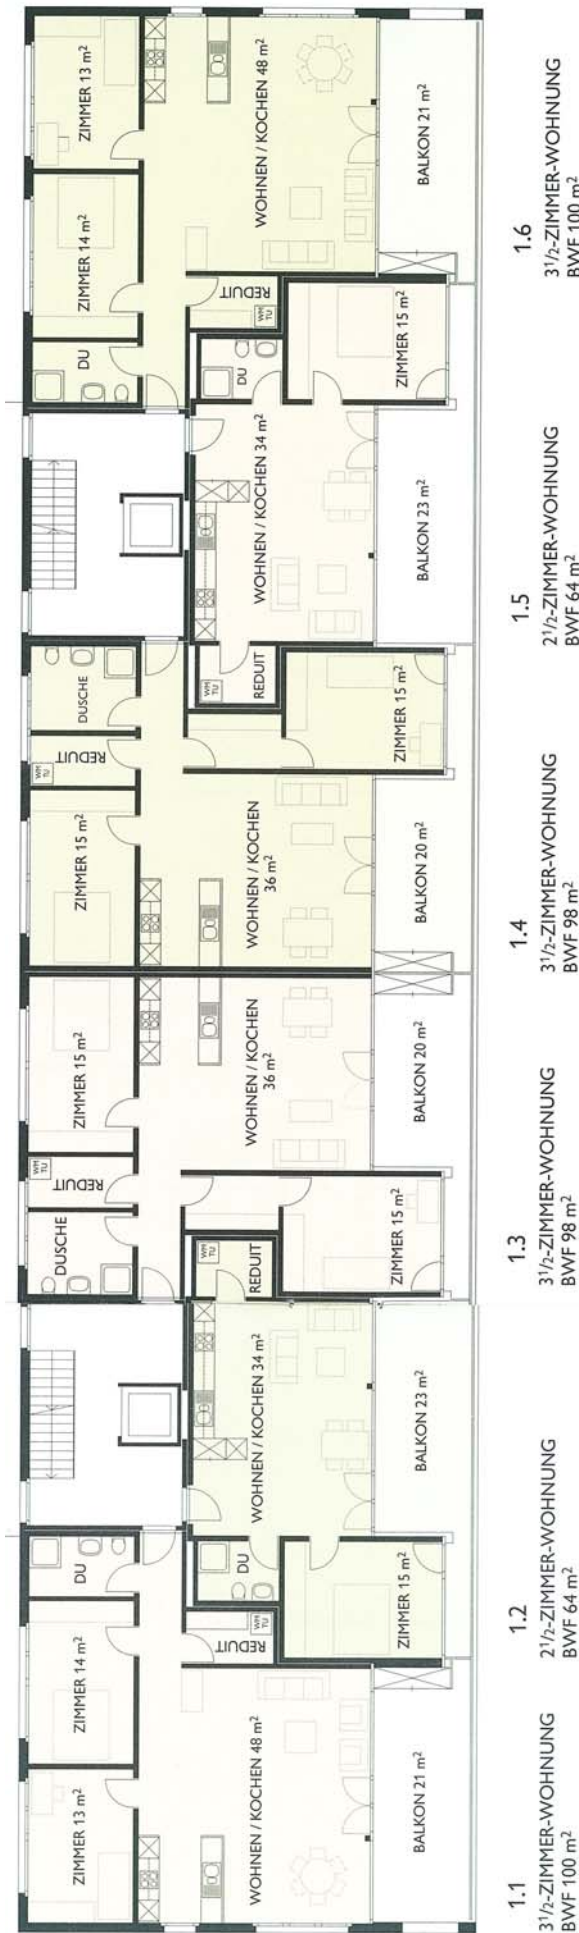 ZIMMER 13 m²
ZIMMER 14 m²
DU
WOHNEN / KOCHEN 48 m²
REDUIT
WM
TU
BALKON 21 m²
1.1
3½-ZIMMER-WOHNUNG
BWF 100 m²
DU
WOHNEN / KOCHEN 34 m²
REDUIT
WM
TU
ZIMMER 15 m²
BALKON 23 m²
1.2
2½-ZIMMER-WOHNUNG
BWF 64 m²
DUSCHE
REDUIT
WM
TU
ZIMMER 15 m²
WOHNEN / KOCHEN
36 m²
ZIMMER 15 m²
BALKON 20 m²
1.3
3½-ZIMMER-WOHNUNG
BWF 98 m²
ZIMMER 15 m²
REDUIT
WM
TU
DUSCHE
WOHNEN / KOCHEN
36 m²
ZIMMER 15 m²
BALKON 20 m²
1.4
3½-ZIMMER-WOHNUNG
BWF 98 m²
REDUIT
WM
TU
WOHNEN / KOCHEN 34 m²
DU
ZIMMER 15 m²
BALKON 23 m²
1.5
2½-ZIMMER-WOHNUNG
BWF 64 m²
DU
ZIMMER 14 m²
ZIMMER 13 m²
REDUIT
WM
TU
WOHNEN / KOCHEN 48 m²
BALKON 21 m²
1.6
3½-ZIMMER-WOHNUNG
BWF 100 m²